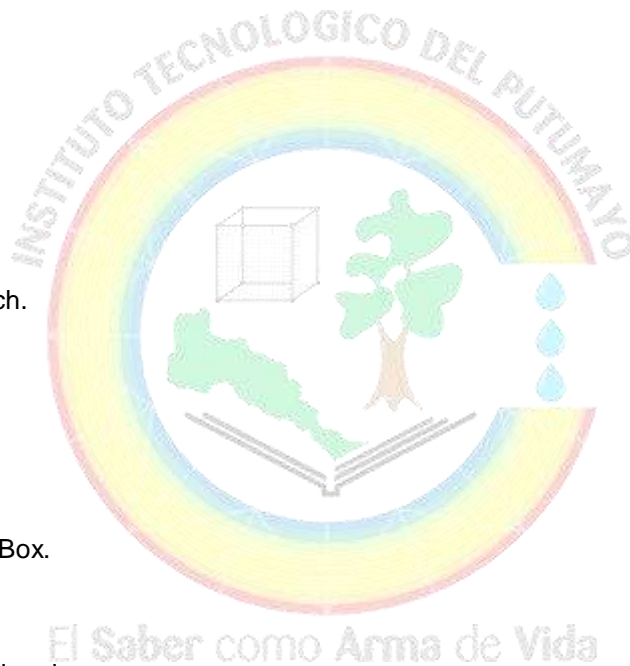 INSTITUTO TECNOLOGICO DEL PUTUMAYO
ch.
Box.
El Saber como Arma de Vida